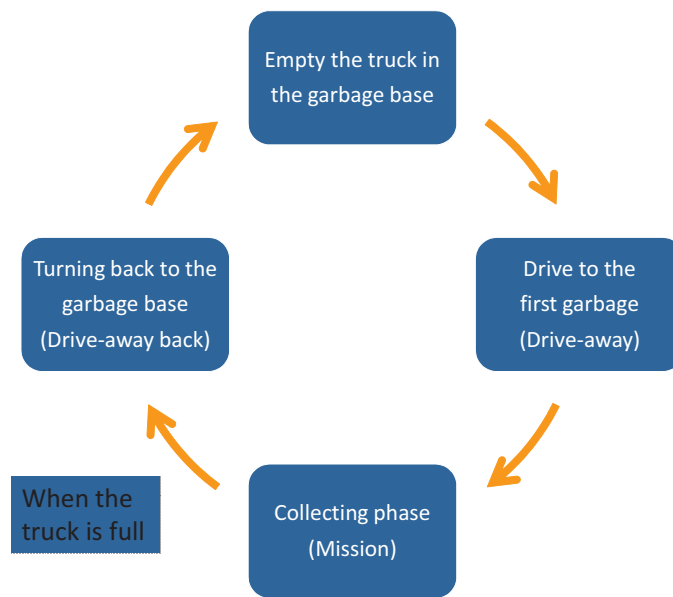 Empty the truck in
the garbage base
Turning back to the
garbage base
(Drive-away back)
Drive to the
first garbage
(Drive-away)
When the
truck is full
Collecting phase
(Mission)